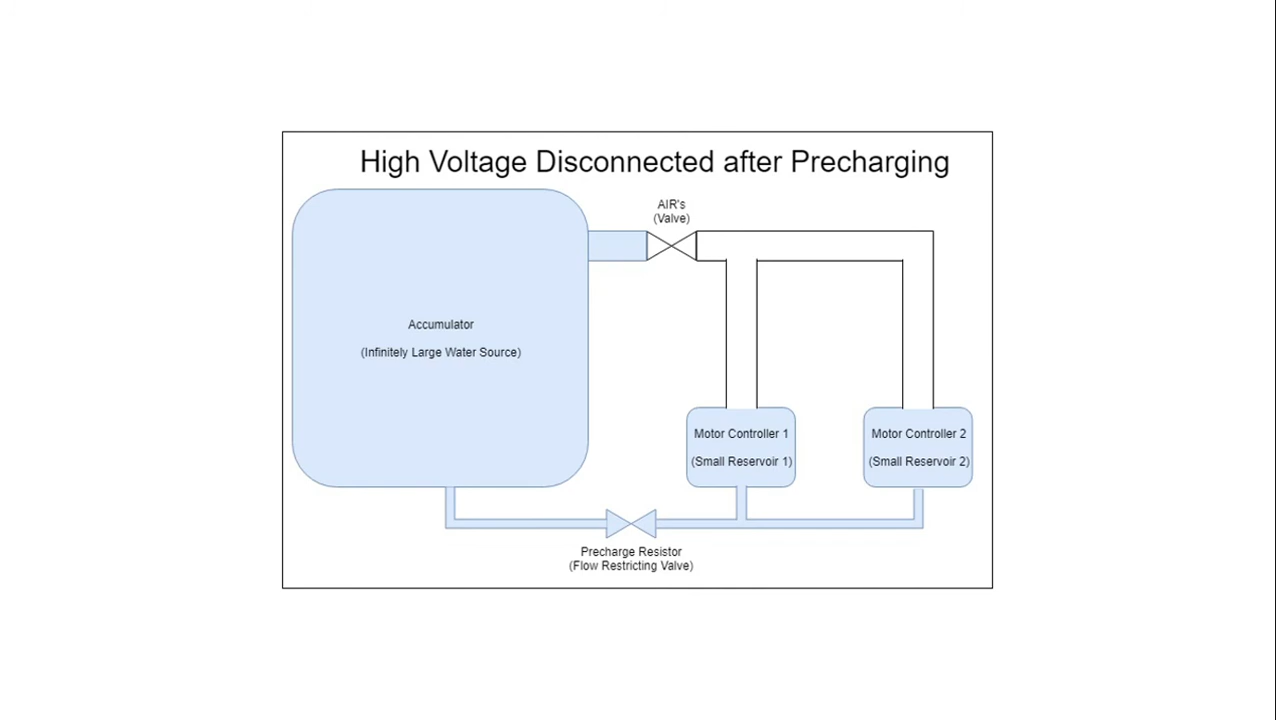 High Voltage Disconnected after Precharging
AIR's
(Valve)
Accumulator
(Infinitely Large Water Source)
Motor Controller 1
(Small Reservoir 1)
Motor Controller 2
(Small Reservoir 2)
Precharge Resistor
(Flow Restricting Valve)